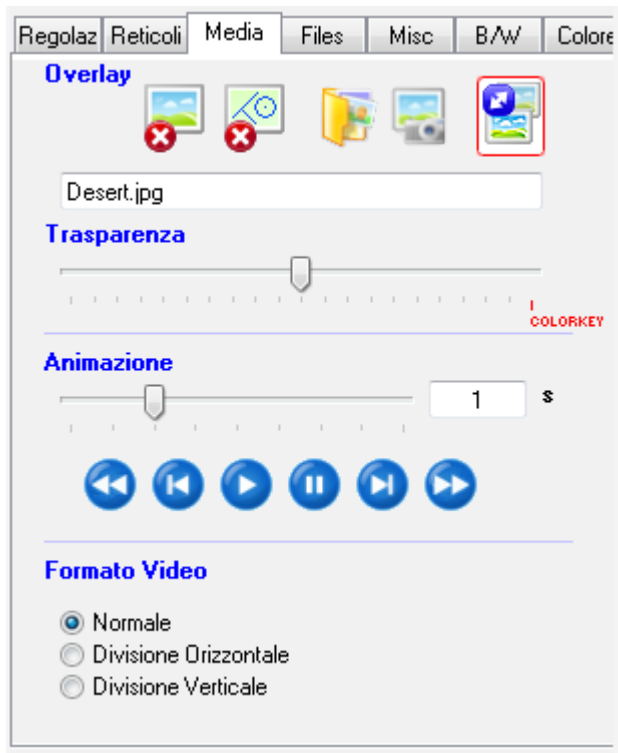 Regolaz Reticoli Media Files Misc B/W Colore
Overlay
Desert.jpg
Trasparenza
COLORKEY
Animazione
1 s
Formato Video
Normale
Divisione Orizzontale
Divisione Verticale